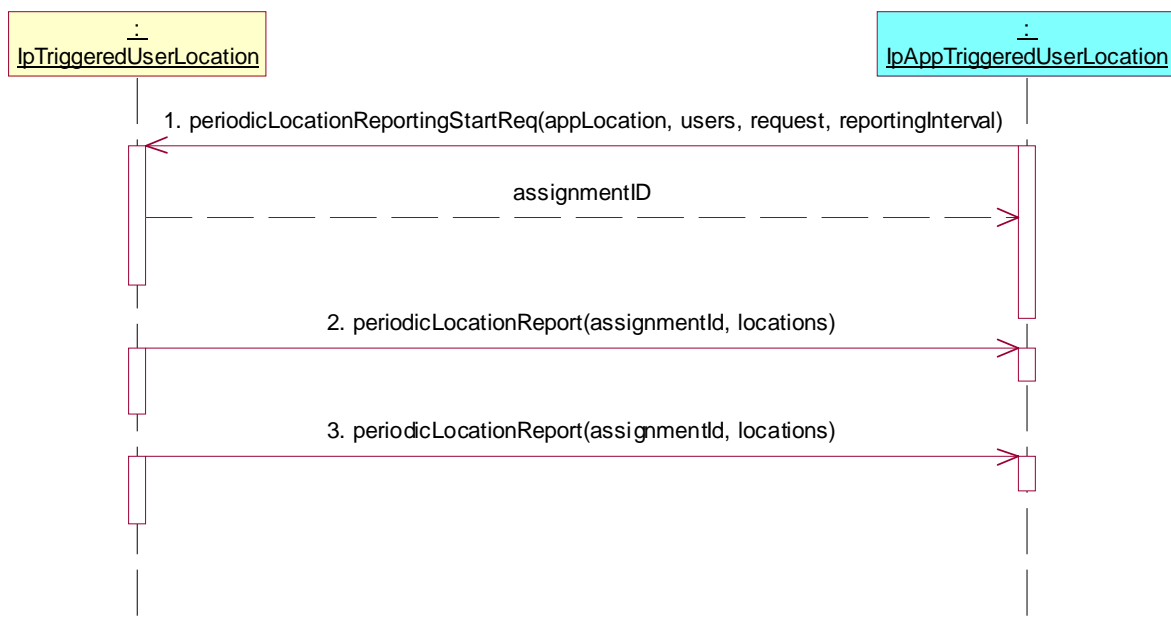 :
IpTriggeredUserLocation
:
IpAppTriggeredUserLocation
1. periodicLocationReportingStartReq(appLocation, users, request, reportingInterval)
assignmentID
2. periodicLocationReport(assignmentId, locations)
3. periodicLocationReport(assignmentId, locations)